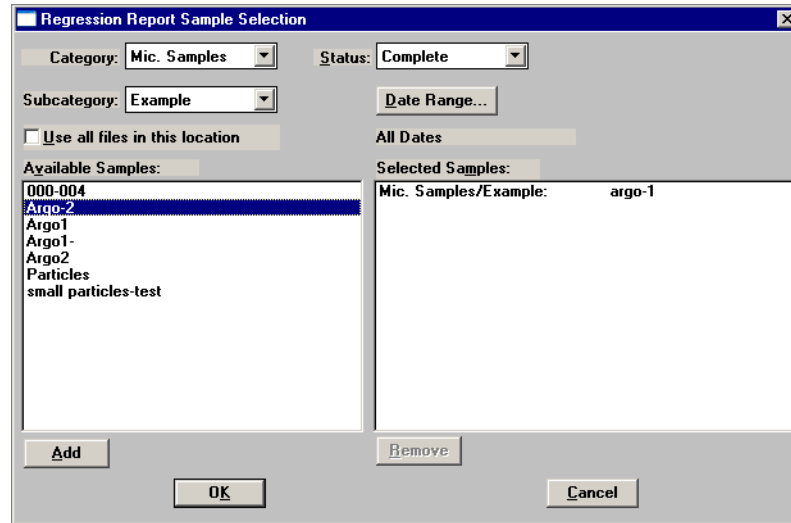 Regression Report Sample Selection
Category: Mic. Samples Status: Complete
Subcategory: Example Date Range...
Use all files in this location All Dates
Available Samples: Selected Samples:
000-004 Mic. Samples/Example: argo-1
Argo-2
Argo1
Argo1-
Argo2
Particles
small particles-test
Add Remove
OK Cancel